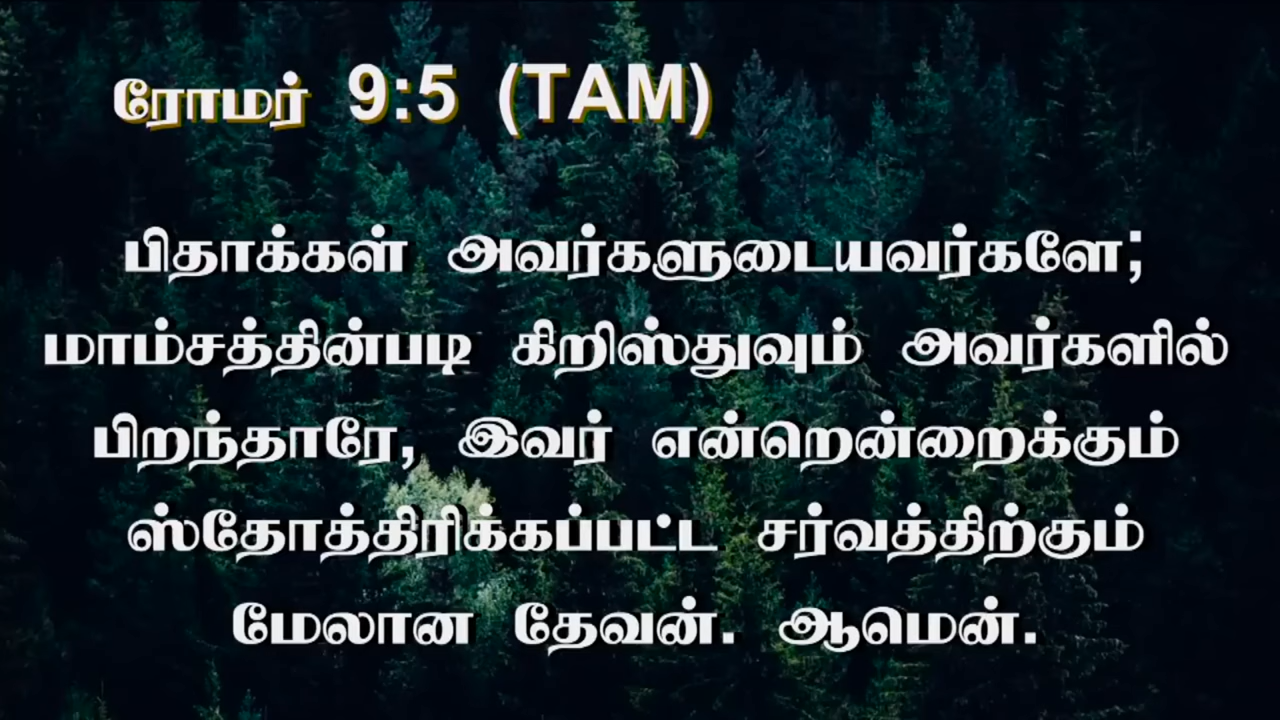 ரோமர் 9:5 (TAM)
பிதாக்கள் அவர்களுடையவர்களே;
மாம்சத்தின்படி கிறிஸ்துவும் அவர்களில்
பிறந்தாரே, இவர் என்றென்றைக்கும்
ஸ்தோத்திரிக்கப்பட்ட சர்வத்திற்கும்
மேலான தேவன். ஆமென்.